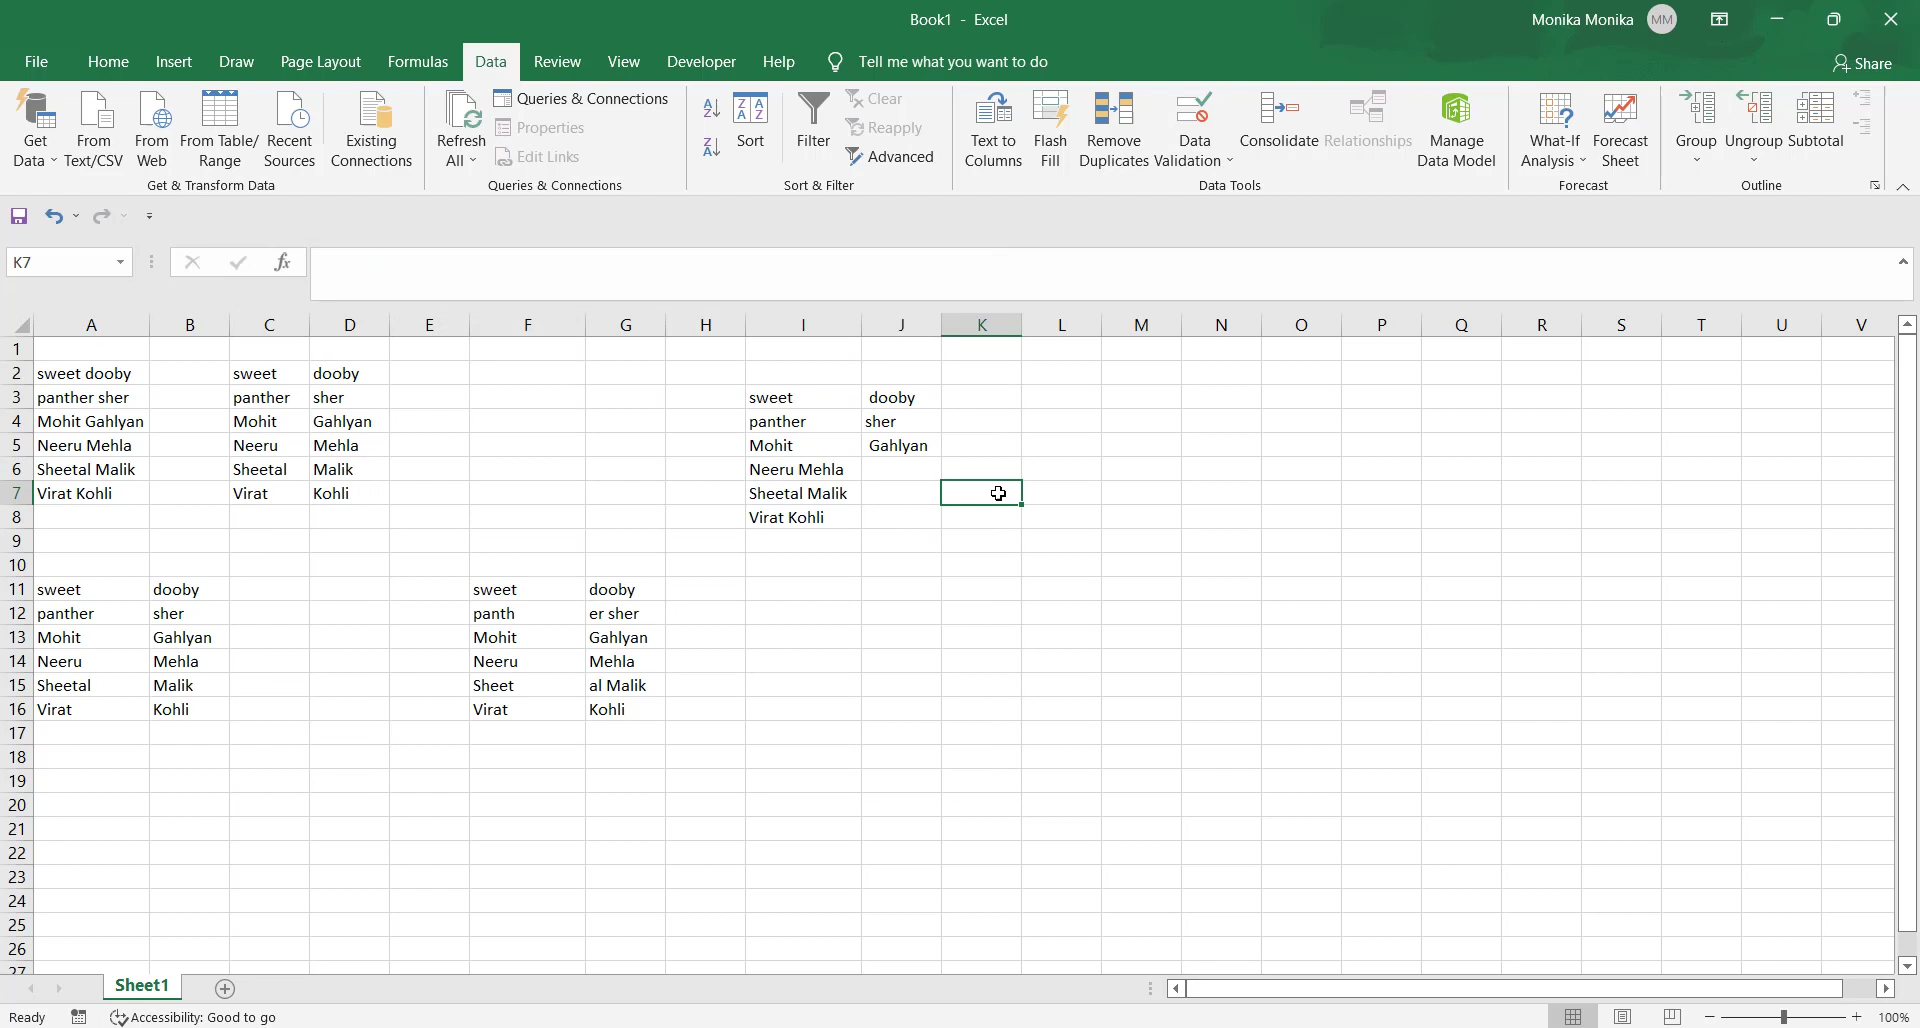 Book1 - Excel
Monika Monika MM
File Home Insert Draw Page Layout Formulas Data Review View Developer Help Tell me what you want to do Share
Get Data
From Text/CSV
From Web
From Table/ Range
Recent Sources
Existing Connections
Get & Transform Data
Refresh All
Queries & Connections
Properties
Edit Links
Queries & Connections
Sort
Filter
Clear
Reapply
Advanced
Sort & Filter
Text to Columns
Flash Fill
Remove Duplicates
Data Validation
Consolidate
Relationships
Manage Data Model
Data Tools
What-If Analysis
Forecast Sheet
Forecast
Group
Ungroup
Subtotal
Outline
K7 fx
A B C D E F G H I J K L M N O P Q R S T U V
1
2 sweet dooby sweet dooby
3 panther sher panther sher sweet dooby
4 Mohit Gahlyan Mohit Gahlyan panther sher
5 Neeru Mehla Neeru Mehla Mohit Gahlyan
6 Sheetal Malik Sheetal Malik Neeru Mehla
7 Virat Kohli Virat Kohli Sheetal Malik
8 Virat Kohli
9
10
11 sweet dooby sweet dooby
12 panther sher panth er sher
13 Mohit Gahlyan Mohit Gahlyan
14 Neeru Mehla Neeru Mehla
15 Sheetal Malik Sheet al Malik
16 Virat Kohli Virat Kohli
17
18
19
20
21
22
23
24
25
26
27
Sheet1
Ready Accessibility: Good to go 100%